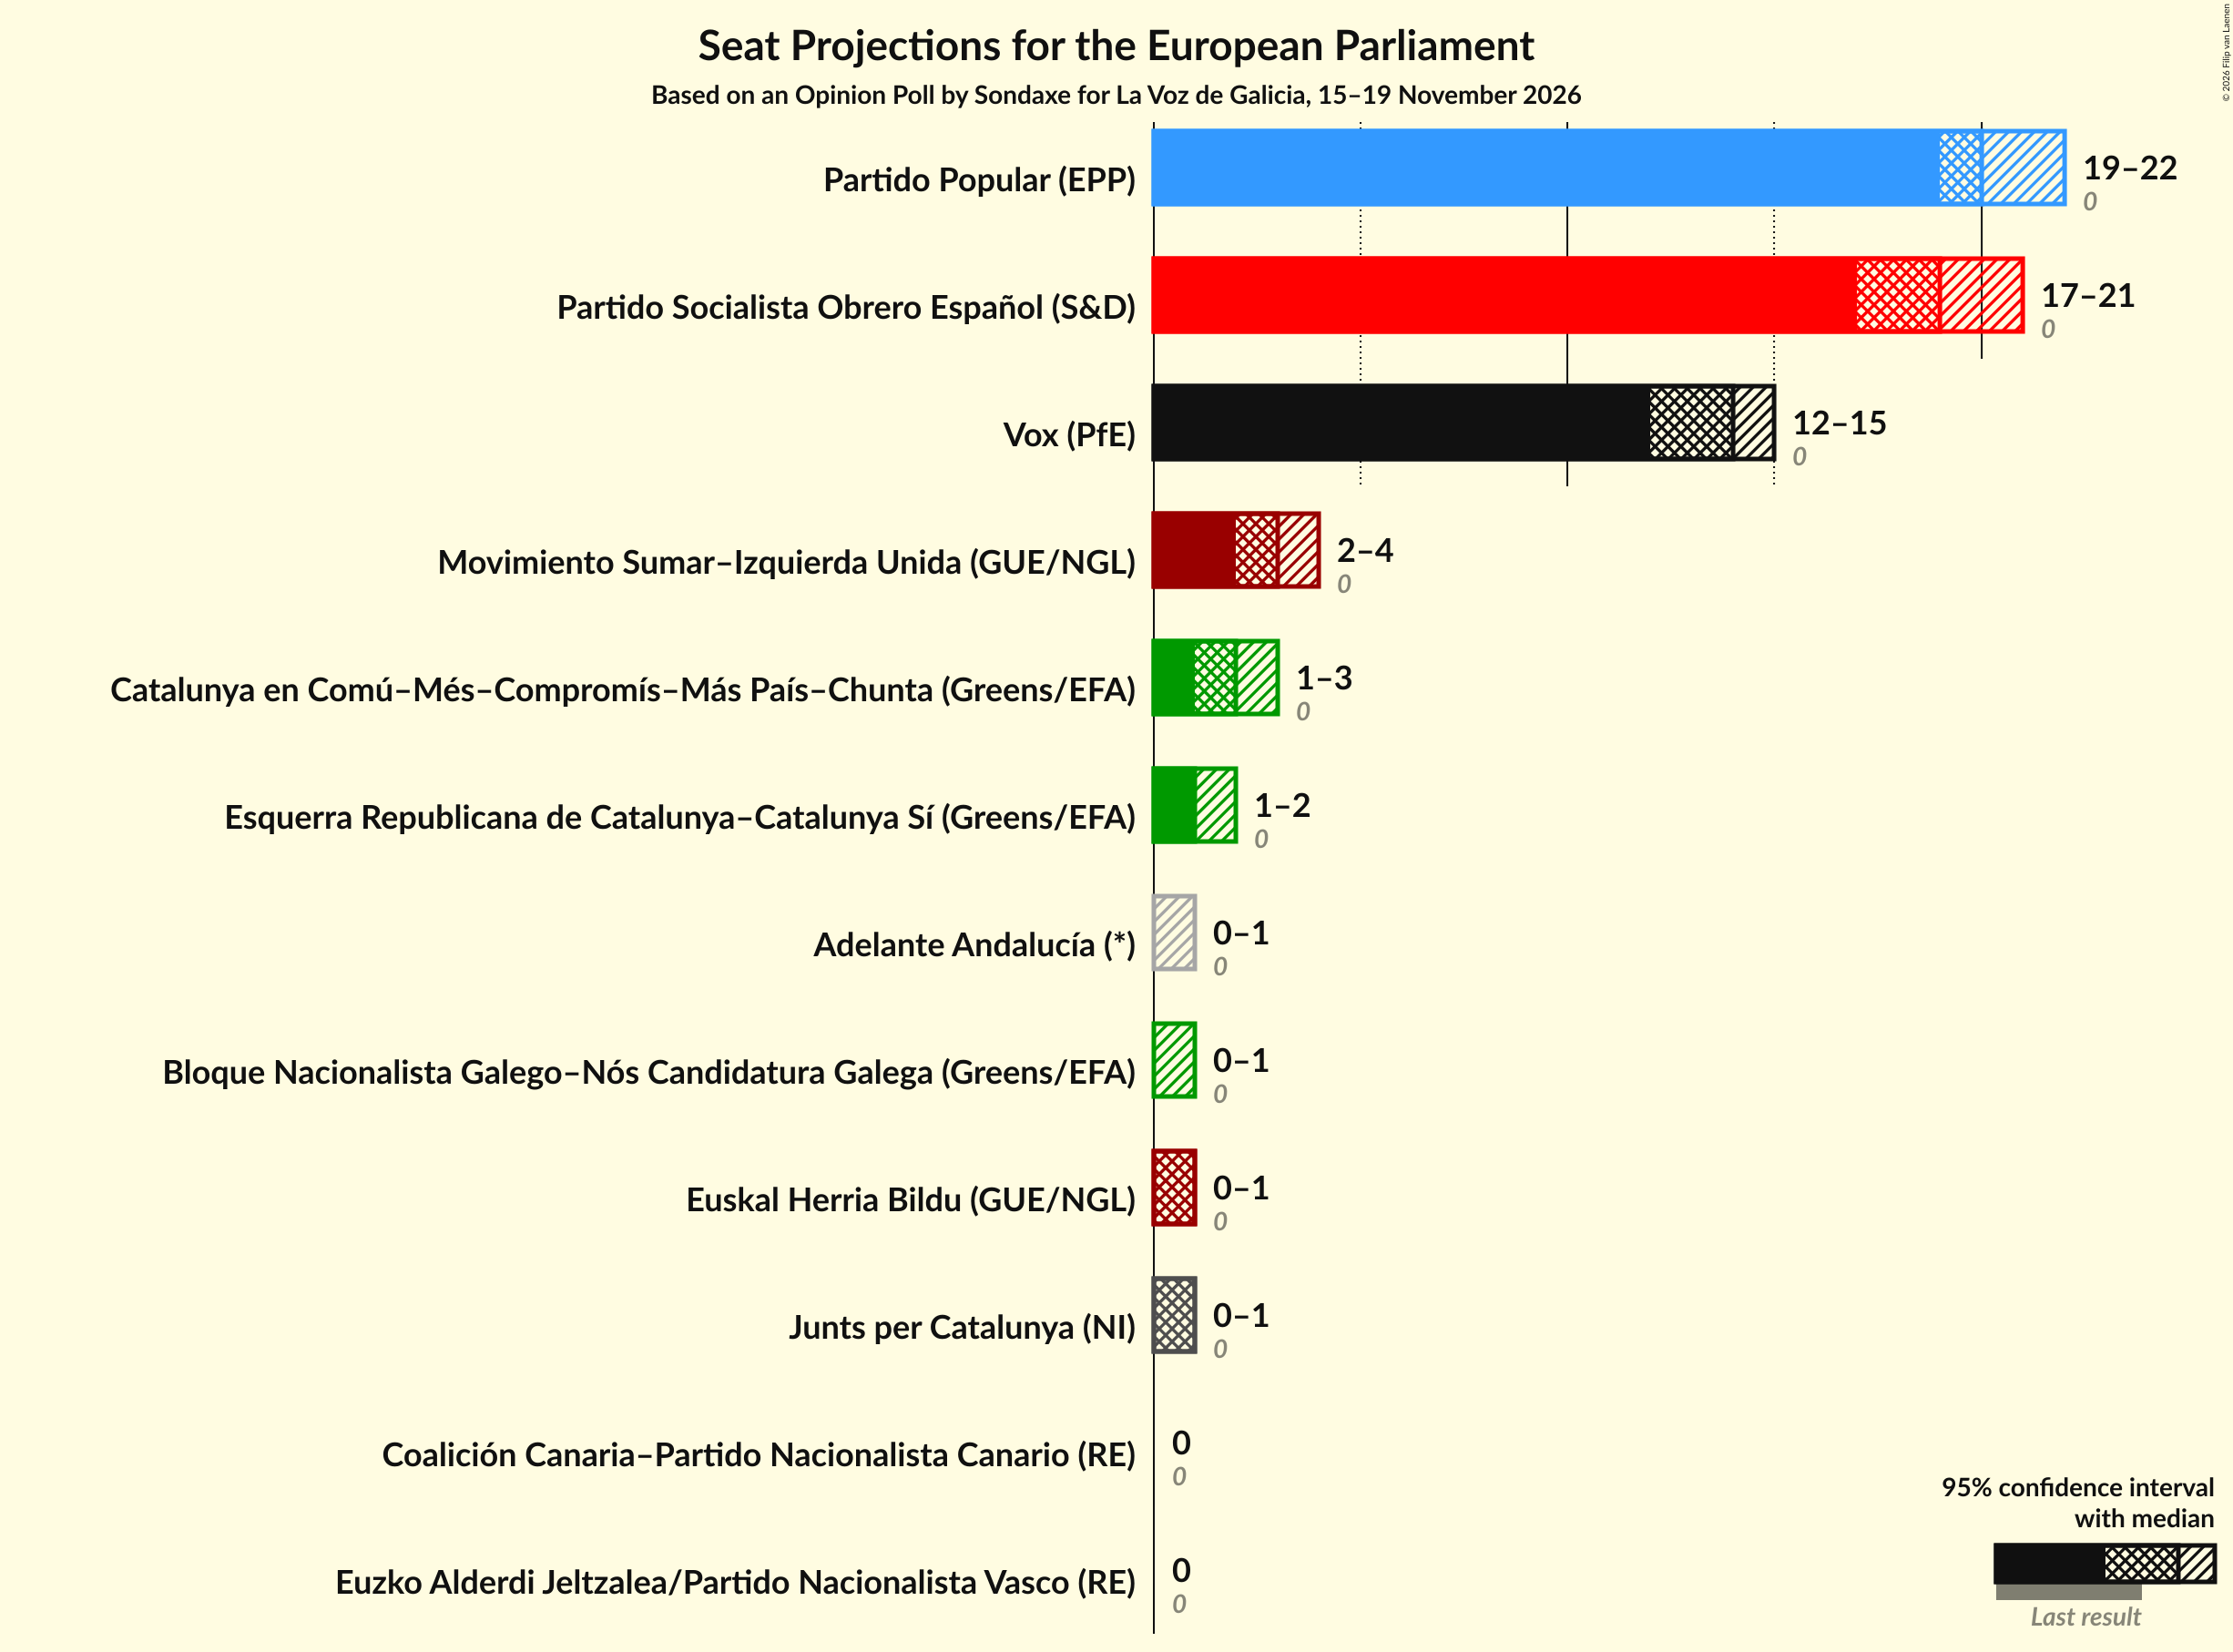 Seat Projections for the European Parliament
Based on an Opinion Poll by Sondaxe for La Voz de Galicia, 15–19 November 2026
© 2026 Filip van Laenen
Partido Popular (EPP)
19–22
0
Partido Socialista Obrero Español (S&D)
17–21
0
Vox (PfE)
12–15
0
Movimiento Sumar–Izquierda Unida (GUE/NGL)
2–4
0
Catalunya en Comú–Més–Compromís–Más País–Chunta (Greens/EFA)
1–3
0
Esquerra Republicana de Catalunya–Catalunya Sí (Greens/EFA)
1–2
0
Adelante Andalucía (*)
0–1
0
Bloque Nacionalista Galego–Nós Candidatura Galega (Greens/EFA)
0–1
0
Euskal Herria Bildu (GUE/NGL)
0–1
0
Junts per Catalunya (NI)
0–1
0
Coalición Canaria–Partido Nacionalista Canario (RE)
0
0
Euzko Alderdi Jeltzalea/Partido Nacionalista Vasco (RE)
0
0
95% confidence interval
with median
Last result